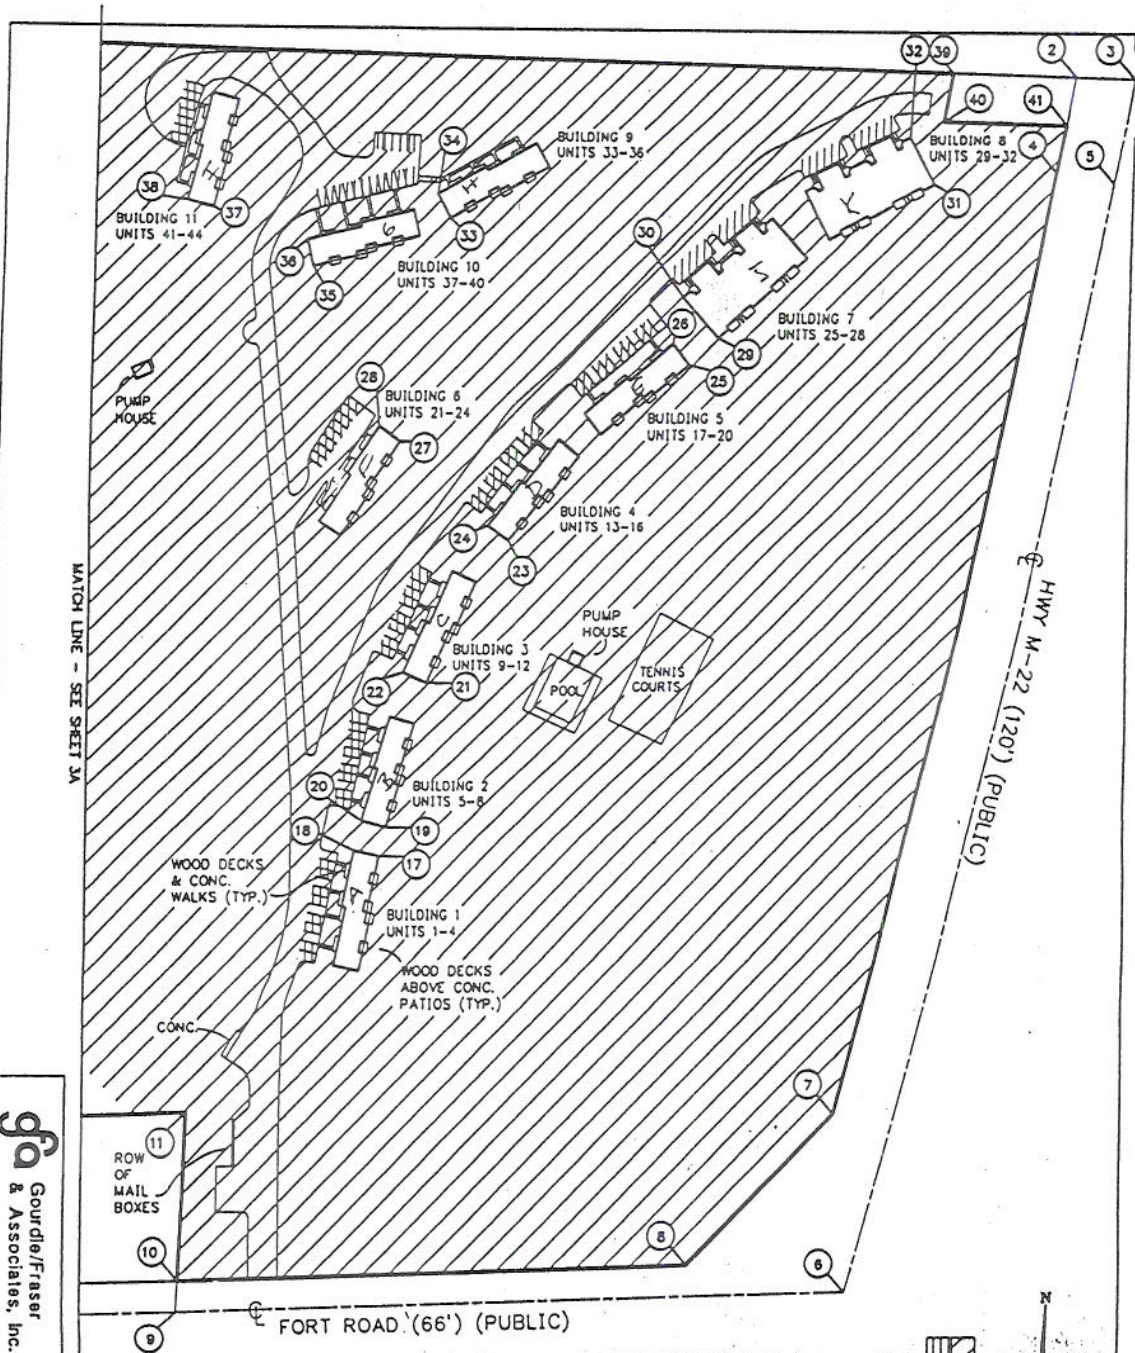 32
39
2
3
40
41
4
5
34
BUILDING 9
UNITS 33-36
BUILDING 8
UNITS 29-32
38
37
BUILDING 11
UNITS 41-44
H
K
31
33
36
G
BUILDING 10
UNITS 37-40
30
35
26
BUILDING 7
UNITS 25-28
29
25
28
BUILDING 6
UNITS 21-24
E
BUILDING 5
UNITS 17-20
PUMP
HOUSE
27
BUILDING 4
UNITS 13-16
24
23
℄ HWY M-22 (120') (PUBLIC)
MATCH LINE - SEE SHEET 3A
C
PUMP
HOUSE
BUILDING 3
UNITS 9-12
TENNIS
COURTS
POOL
22
21
B
BUILDING 2
UNITS 5-8
20
19
18
17
WOOD DECKS
& CONC.
WALKS (TYP.)
A
BUILDING 1
UNITS 1-4
WOOD DECKS
ABOVE CONC.
PATIOS (TYP.)
CONC.
7
11
ROW
OF
MAIL
BOXES
gfa
Gourdie/Fraser
& Associates, Inc.
10
8
6
9
℄ FORT ROAD (66') (PUBLIC)
N